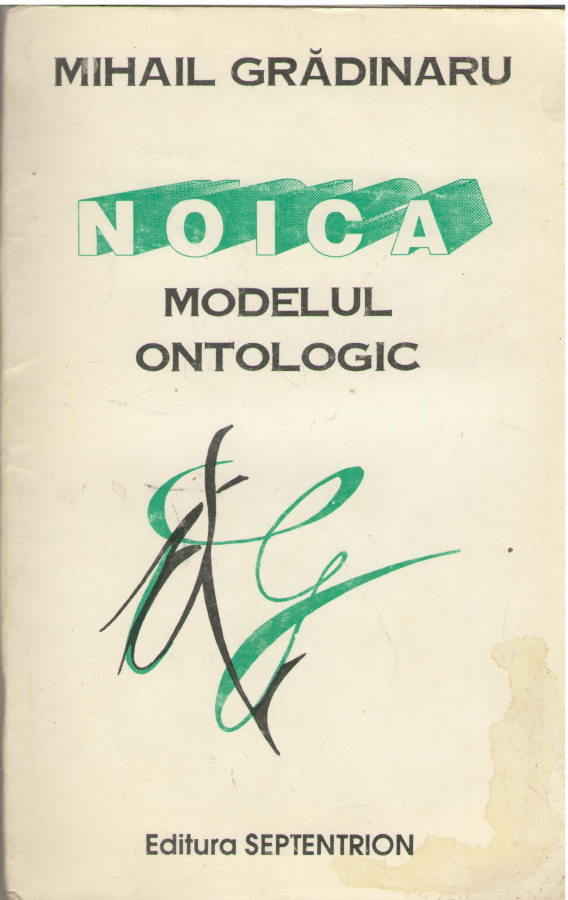 MIHAIL GRĂDINARU
NOICA
MODELUL
ONTOLOGIC
Editura SEPTENTRION